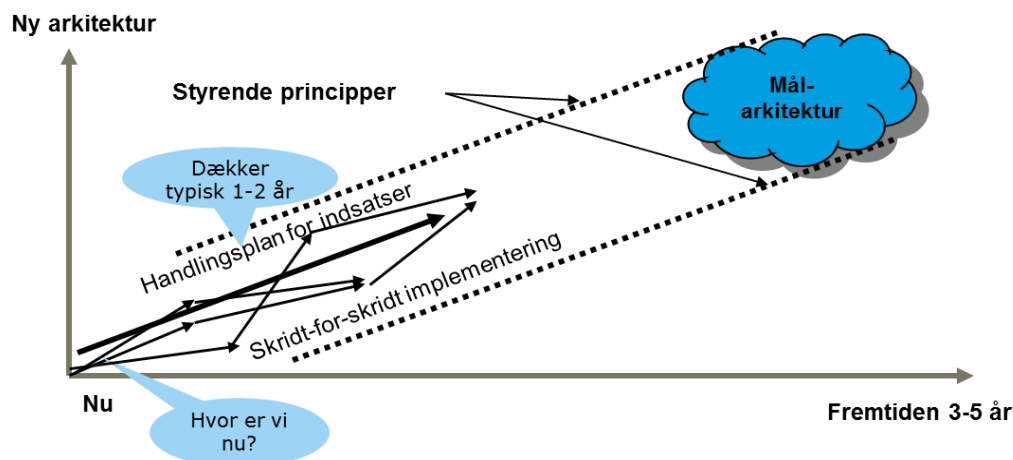 Ny arkitektur
Mål-
arkitektur
Styrende principper
Dækker
typisk 1-2 år
Handlingsplan for indsatser
Skridt-for-skridt implementering
Nu
Fremtiden 3-5 år
Hvor er vi
nu?